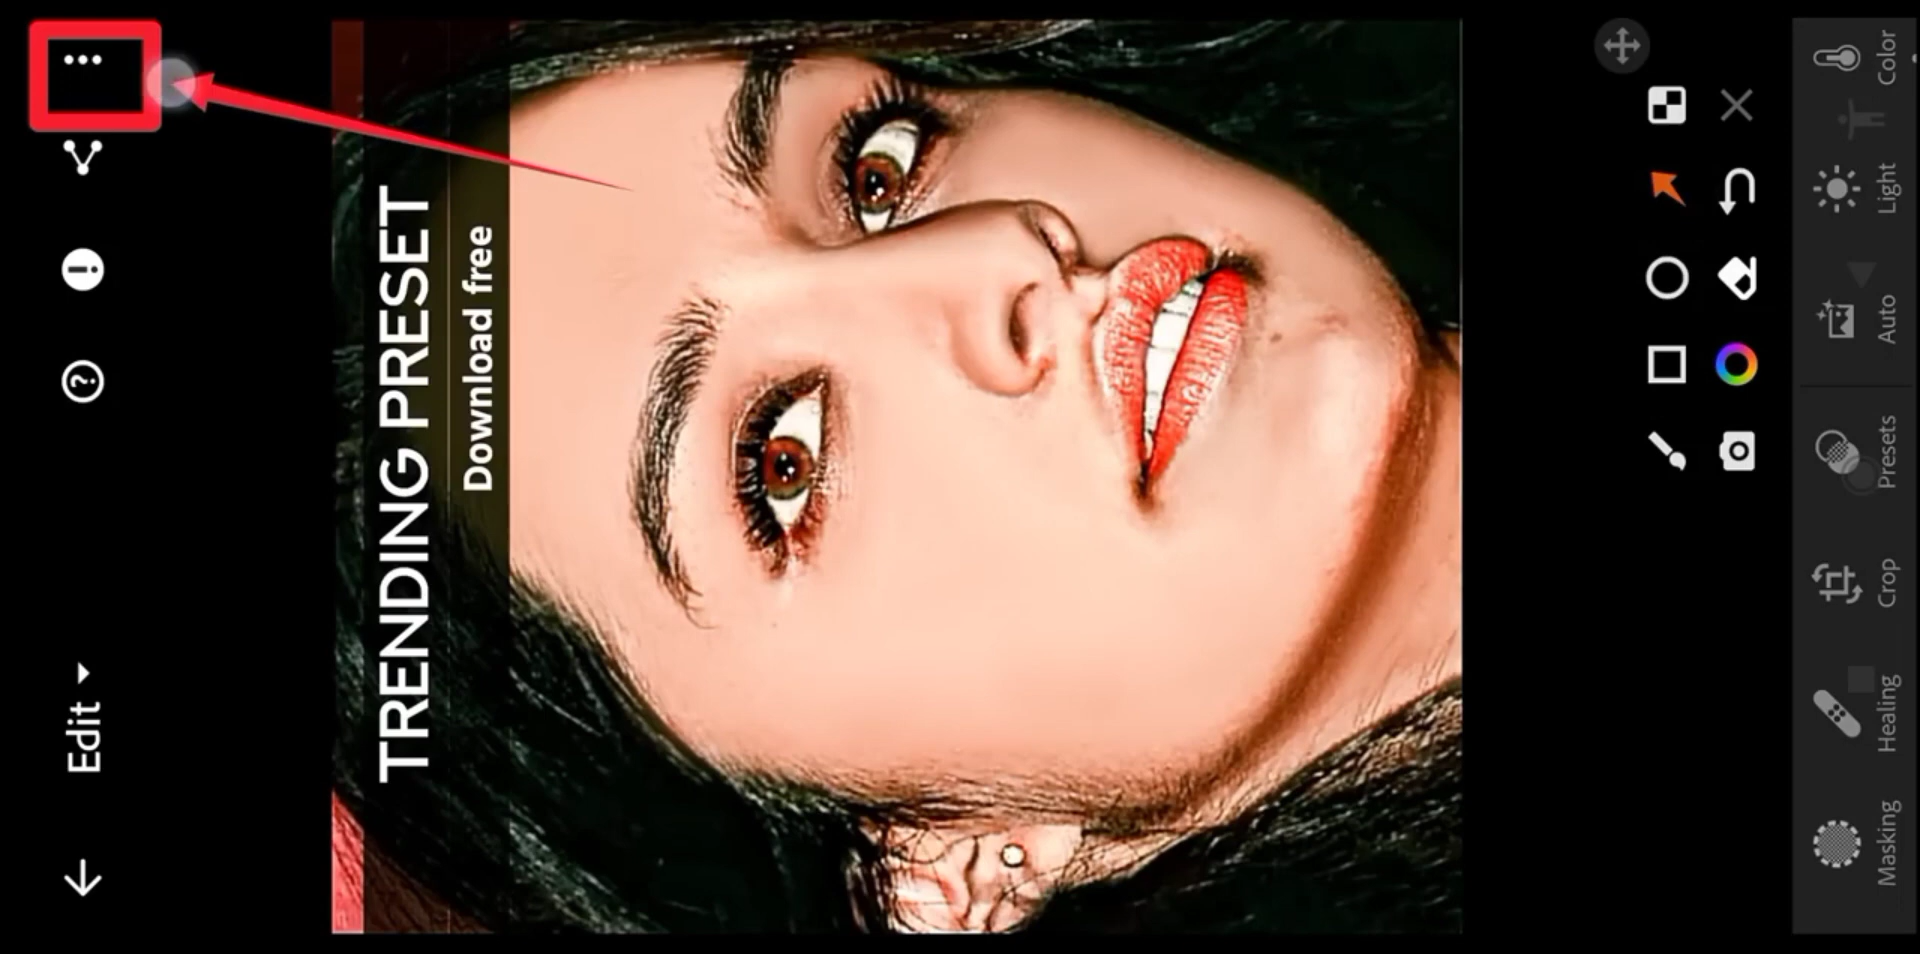 Edit
TRENDING PRESET
Download free
Masking
Healing
Crop
Presets
Auto
Light
Color